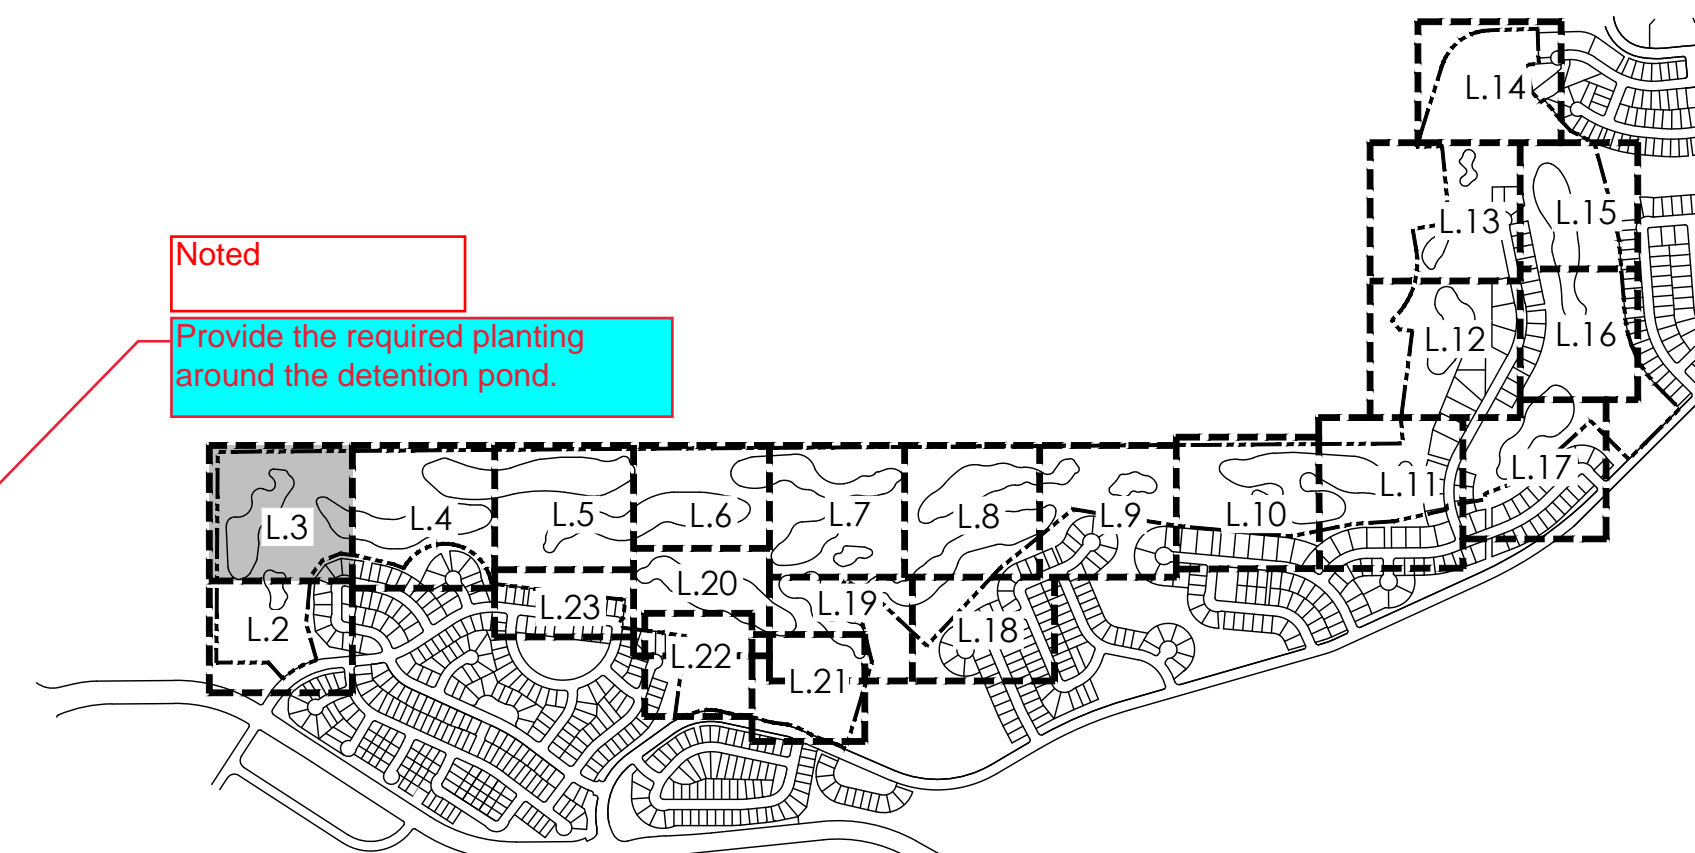 L.14
L.15
L.13
Noted
Provide the required planting
around the detention pond.
L.16
L.12
L.17
L.11
L.3
L.4
L.5
L.6
L.7
L.8
L.9
L.10
L.20
L.23
L.19
L.2
L.18
L.22
L.21